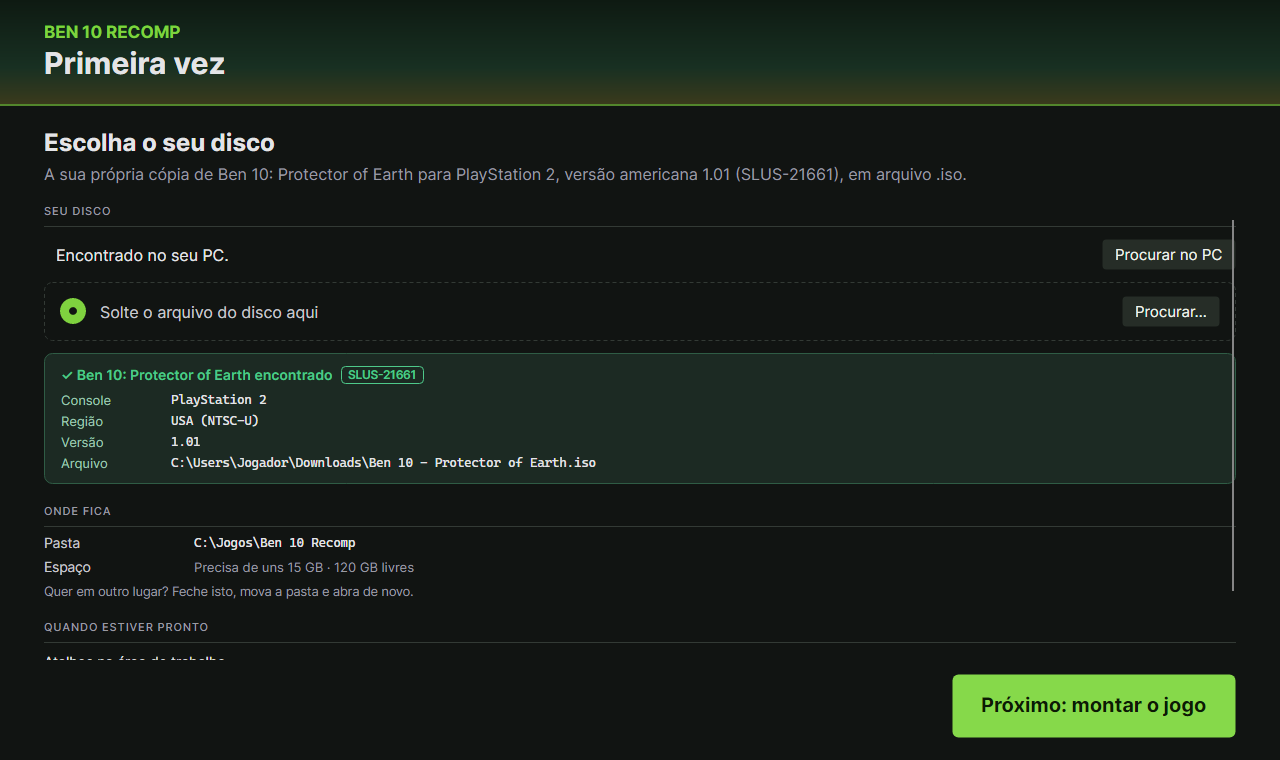 BEN 10 RECOMP
Primeira vez
Escolha o seu disco
A sua própria cópia de Ben 10: Protector of Earth para PlayStation 2, versão americana 1.01 (SLUS-21661), em arquivo .iso.
SEU DISCO
Encontrado no seu PC.
Procurar no PC
Solte o arquivo do disco aqui
Procurar...
✓ Ben 10: Protector of Earth encontrado SLUS-21661
Console PlayStation 2
Região USA (NTSC-U)
Versão 1.01
Arquivo C:\Users\Jogador\Downloads\Ben 10 - Protector of Earth.iso
ONDE FICA
Pasta C:\Jogos\Ben 10 Recomp
Espaço Precisa de uns 15 GB · 120 GB livres
Quer em outro lugar? Feche isto, mova a pasta e abra de novo.
QUANDO ESTIVER PRONTO
Próximo: montar o jogo